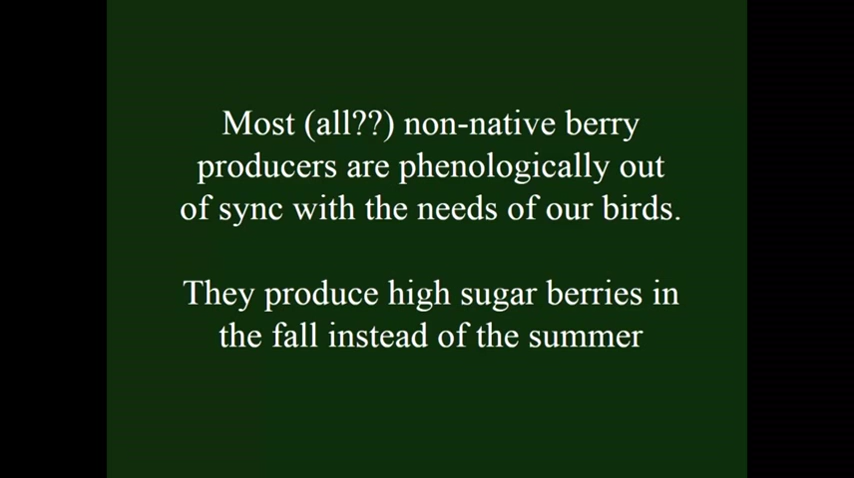 Most (all??) non-native berry
producers are phenologically out
of sync with the needs of our birds.
They produce high sugar berries in
the fall instead of the summer